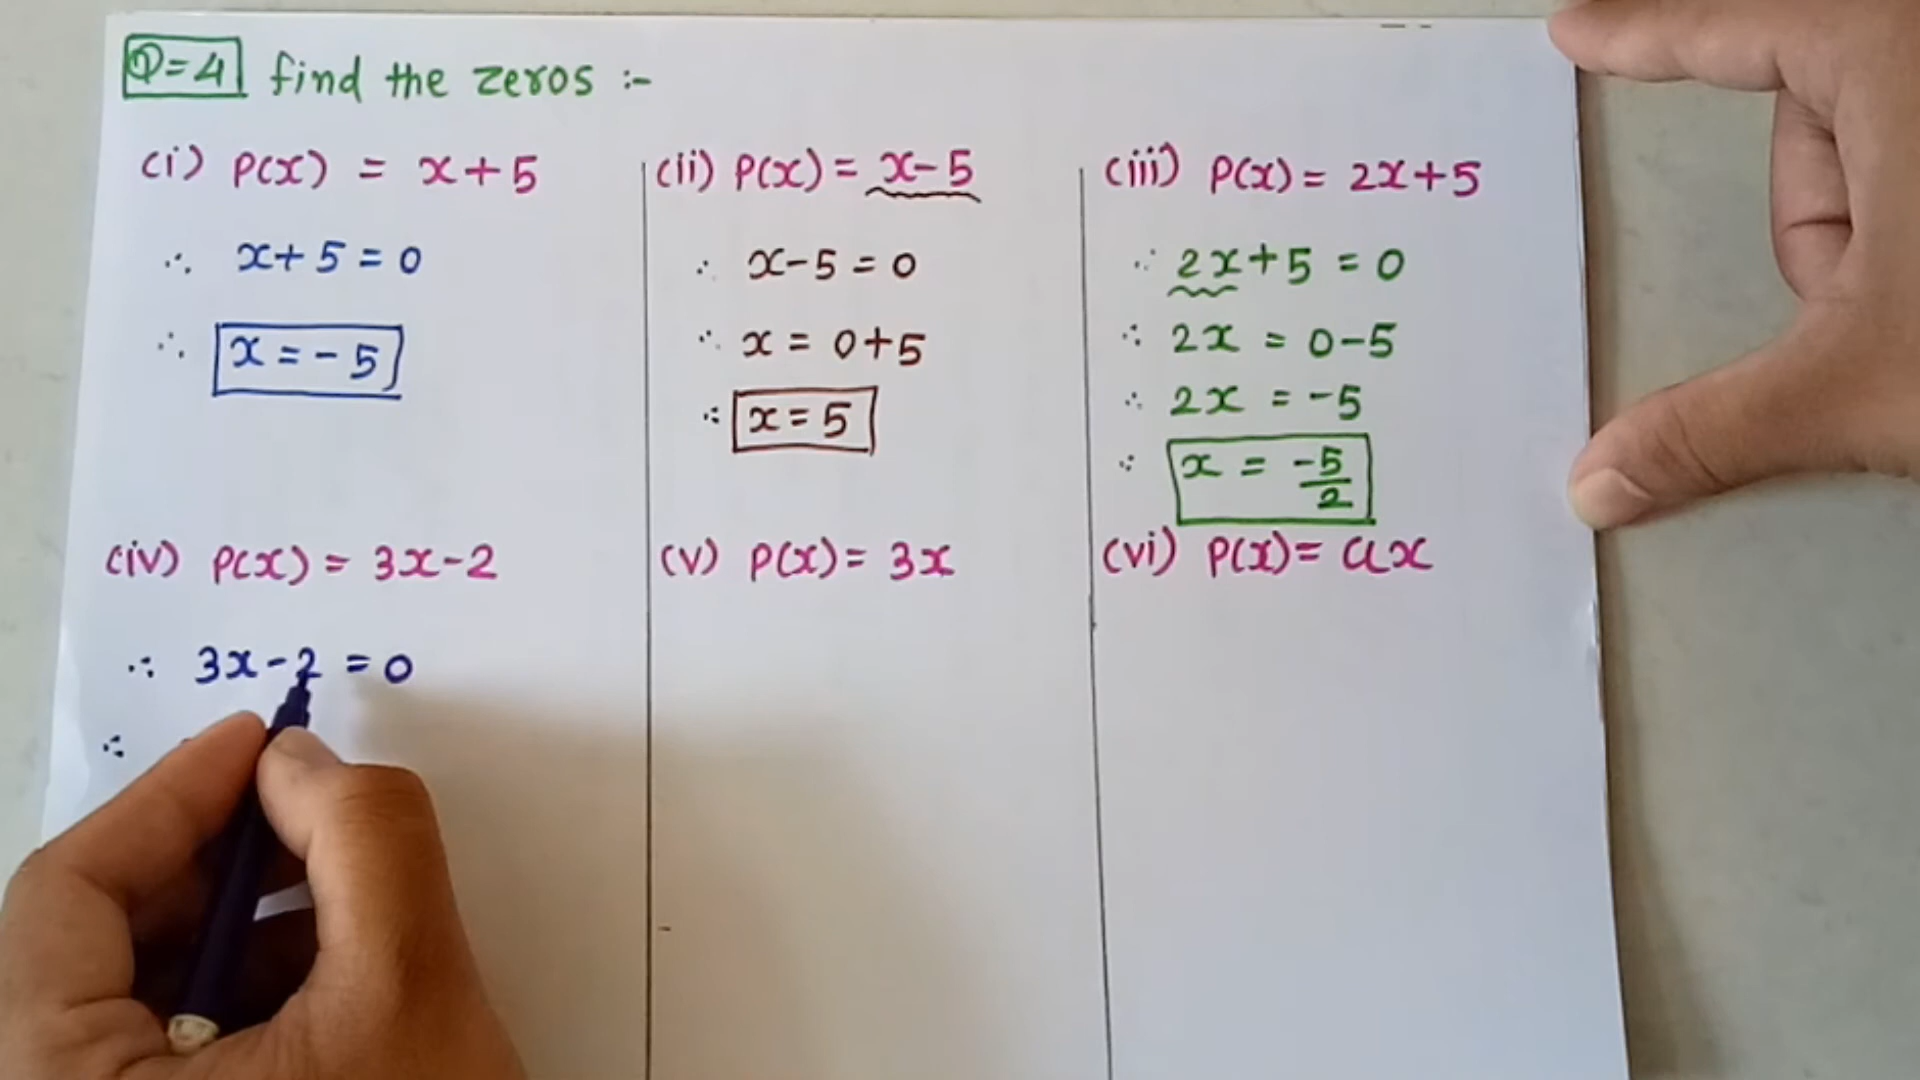 Q=4 find the zeros :-
(i) P(x) = x+5
∴ x+5=0
∴ x=-5
(ii) P(x)= x-5
∴ x-5=0
∴ x = 0+5
∴ x=5
(iii) P(x)= 2x+5
∴ 2x+5=0
∴ 2x = 0-5
∴ 2x = -5
∴ x = -5/2
(iv) P(x)= 3x-2
∴ 3x-2=0
∴
(v) P(x)= 3x
(vi) P(x)= ax